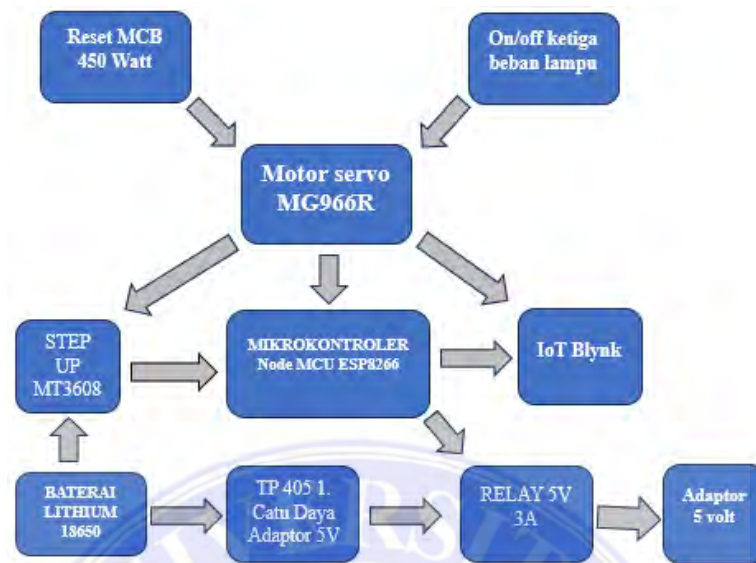 Reset MCB
450 Watt
On/off ketiga
beban lampu
Motor servo
MG966R
STEP
UP
MT3608
MIKROKONTROLER
Node MCU ESP8266
IoT Blynk
BATERAI
LITHIUM
18650
TP 405 1.
Catu Daya
Adaptor 5V
RELAY 5V
3A
Adaptor
5 volt